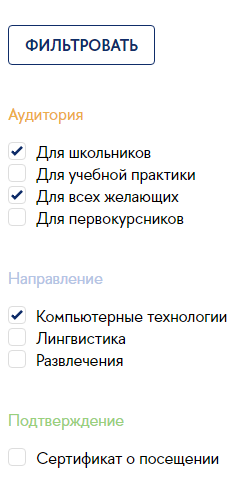 ФИЛЬТРОВАТЬ
Аудитория
Для школьников
Для учебной практики
Для всех желающих
Для первокурсников
Направление
Компьютерные технологии
Лингвистика
Развлечения
Подтверждение
Сертификат о посещении